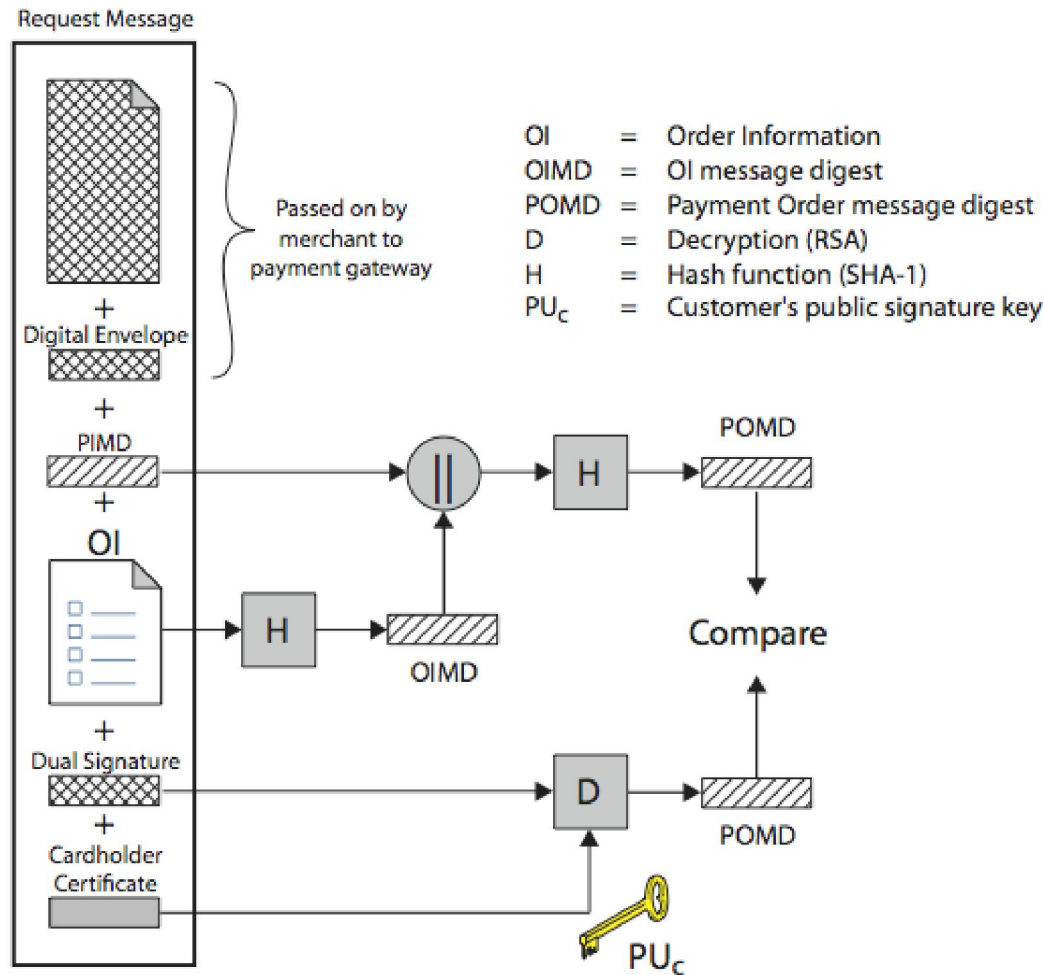 Request Message
Passed on by
merchant to
payment gateway
OI = Order Information
OIMD = OI message digest
POMD = Payment Order message digest
D = Decryption (RSA)
H = Hash function (SHA-1)
PUc = Customer's public signature key
+
Digital Envelope
+
PIMD
||
H
POMD
+
OI
H
OIMD
Compare
+
Dual Signature
D
POMD
+
Cardholder
Certificate
PUc